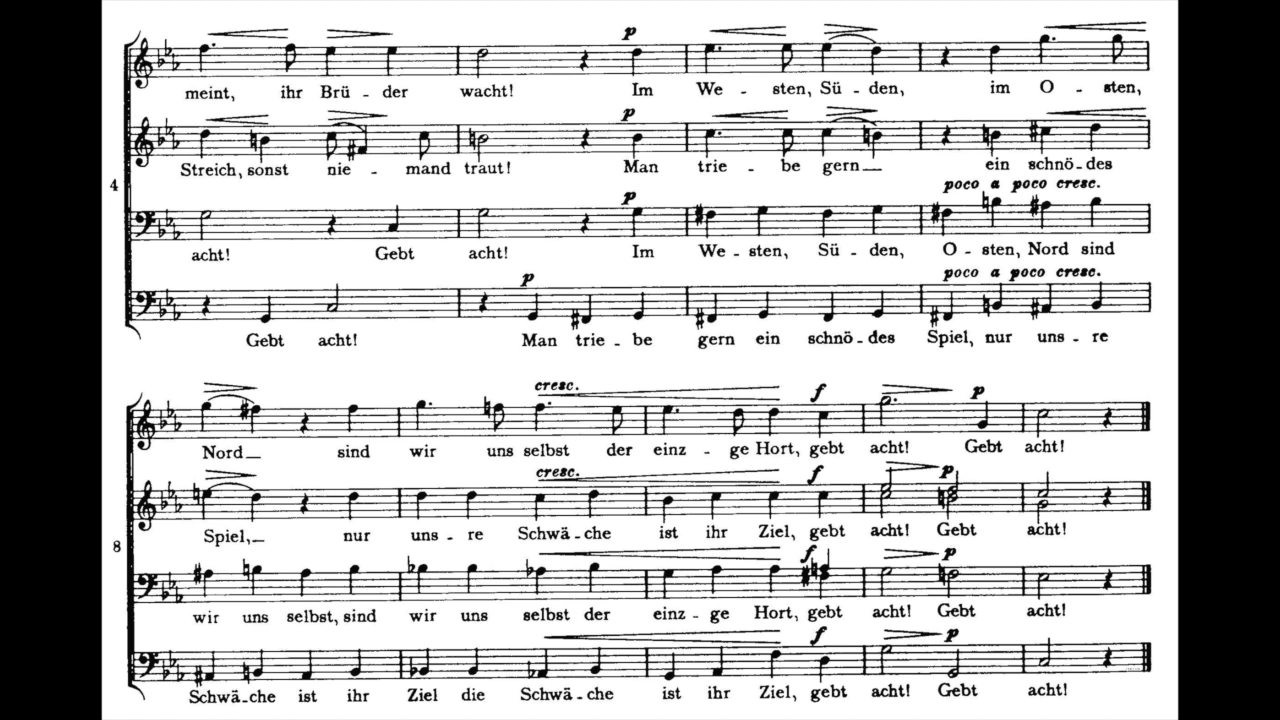 meint, ihr Brü - der wacht! Im We - sten, Sü - den, im O - sten,
p
p
Streich, sonst nie - mand traut! Man trie - be gern ein schnö - des
4
poco a poco cresc.
p
acht! Gebt acht! Im We - sten, Sü - den, O - sten, Nord sind
poco a poco cresc.
p
Gebt acht! Man trie - be gern ein schnö - des Spiel, nur uns - re
cresc. f p
Nord sind wir uns selbst der einz - ge Hort, gebt acht! Gebt acht!
cresc. f p
Spiel, nur uns - re Schwä - che ist ihr Ziel, gebt acht! Gebt acht!
8
f p
wir uns selbst, sind wir uns selbst der einz - ge Hort, gebt acht! Gebt acht!
f p
Schwä - che ist ihr Ziel die Schwä - che ist ihr Ziel, gebt acht! Gebt acht!